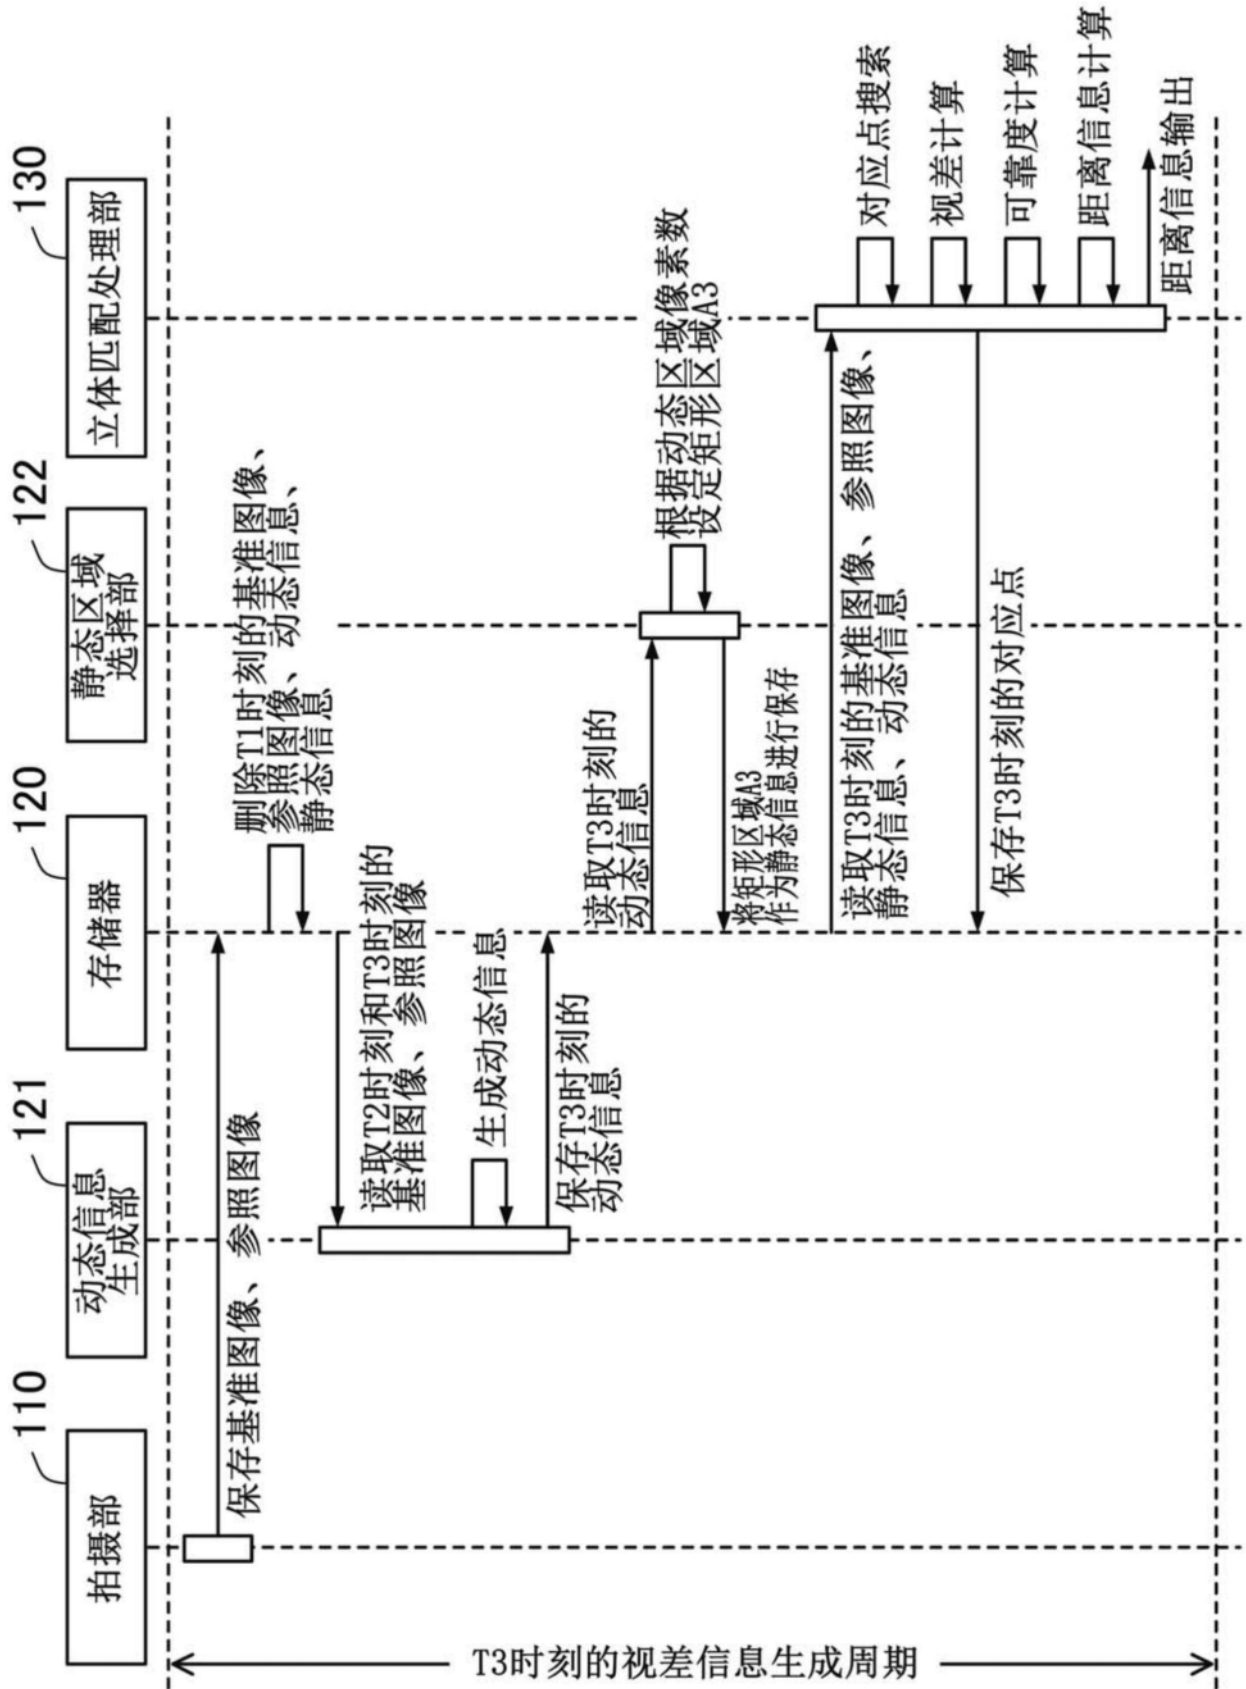 110
拍摄部
121
动态信息
生成部
120
存储器
122
静态区域
选择部
130
立体匹配处理部
保存基准图像、参照图像
删除T1时刻的基准图像、
参照图像、动态信息、
静态信息
读取T2时刻和T3时刻的
基准图像、参照图像
生成动态信息
保存T3时刻的
动态信息
读取T3时刻的
动态信息
根据动态区域像素数
设定矩形区域A3
将矩形区域A3
作为静态信息进行保存
读取T3时刻的基准图像、参照图像、
静态信息、动态信息
对应点搜索
视差计算
保存T3时刻的对应点
可靠度计算
距离信息计算
距离信息输出
T3时刻的视差信息生成周期